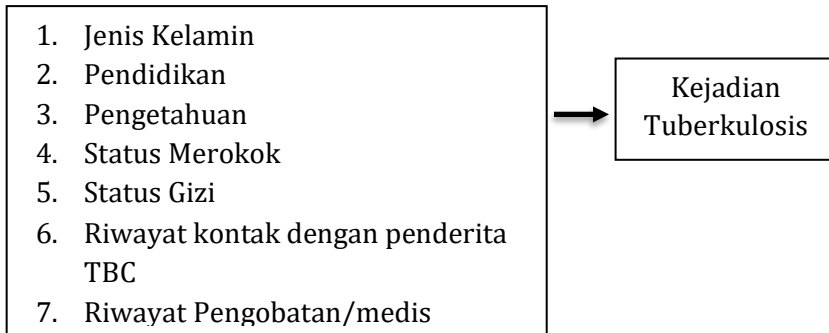 1. Jenis Kelamin
2. Pendidikan
3. Pengetahuan
4. Status Merokok
5. Status Gizi
6. Riwayat kontak dengan penderita
TBC
7. Riwayat Pengobatan/medis
Kejadian
Tuberkulosis